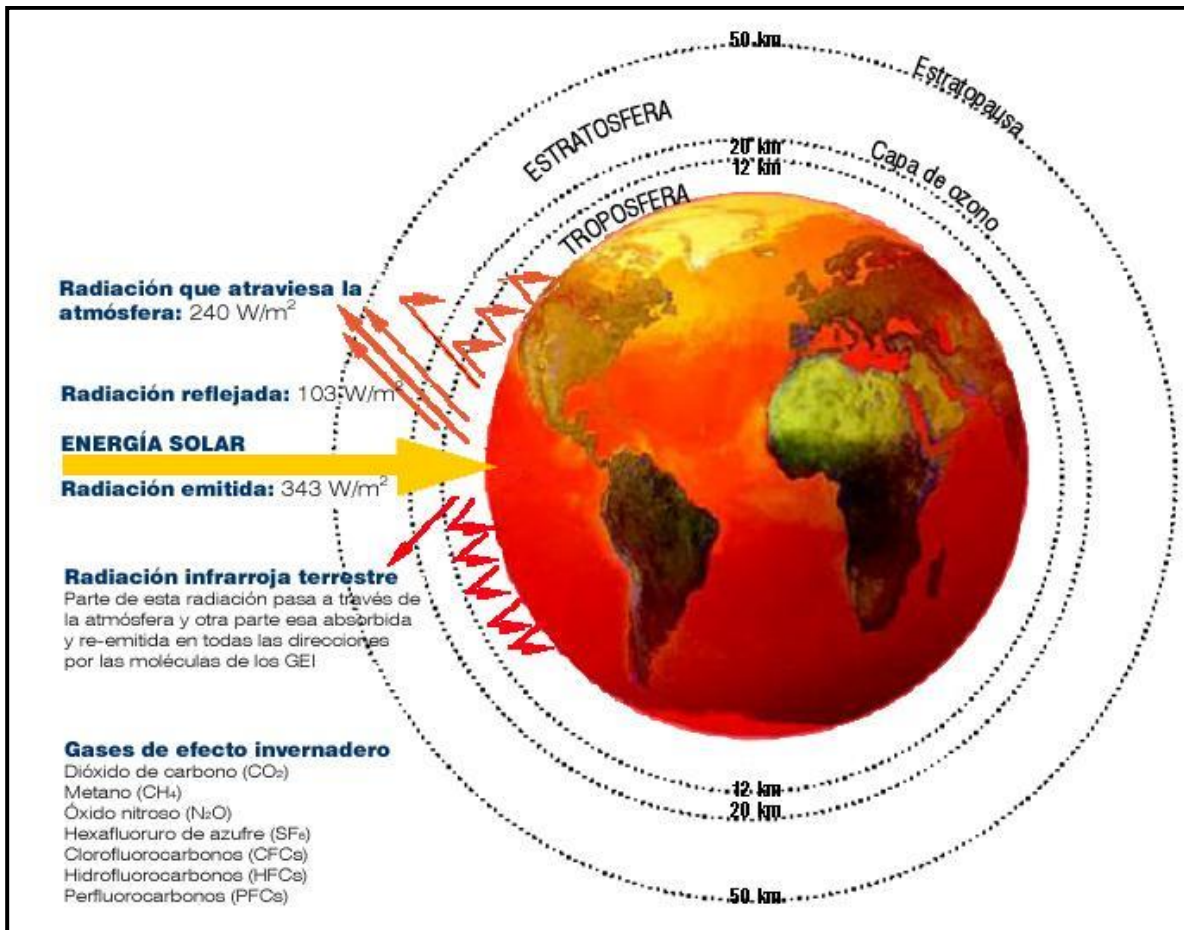 50 km
Estratopausa
ESTRATOSFERA
20 km
Capa de ozono
12 km
TROPOSFERA
Radiación que atraviesa la
atmósfera: 240 W/m²
Radiación reflejada: 103 W/m²
ENERGÍA SOLAR
Radiación emitida: 343 W/m²
Radiación infrarroja terrestre
Parte de esta radiación pasa a través de
la atmósfera y otra parte esa absorbida
y re-emitida en todas las direcciones
por las moléculas de los GEI
Gases de efecto invernadero
Dióxido de carbono (CO₂)
Metano (CH₄)
Óxido nitroso (N₂O)
Hexafluoruro de azufre (SF₆)
Clorofluorocarbonos (CFCs)
Hidrofluorocarbonos (HFCs)
Perfluorocarbonos (PFCs)
12 km
20 km
50 km